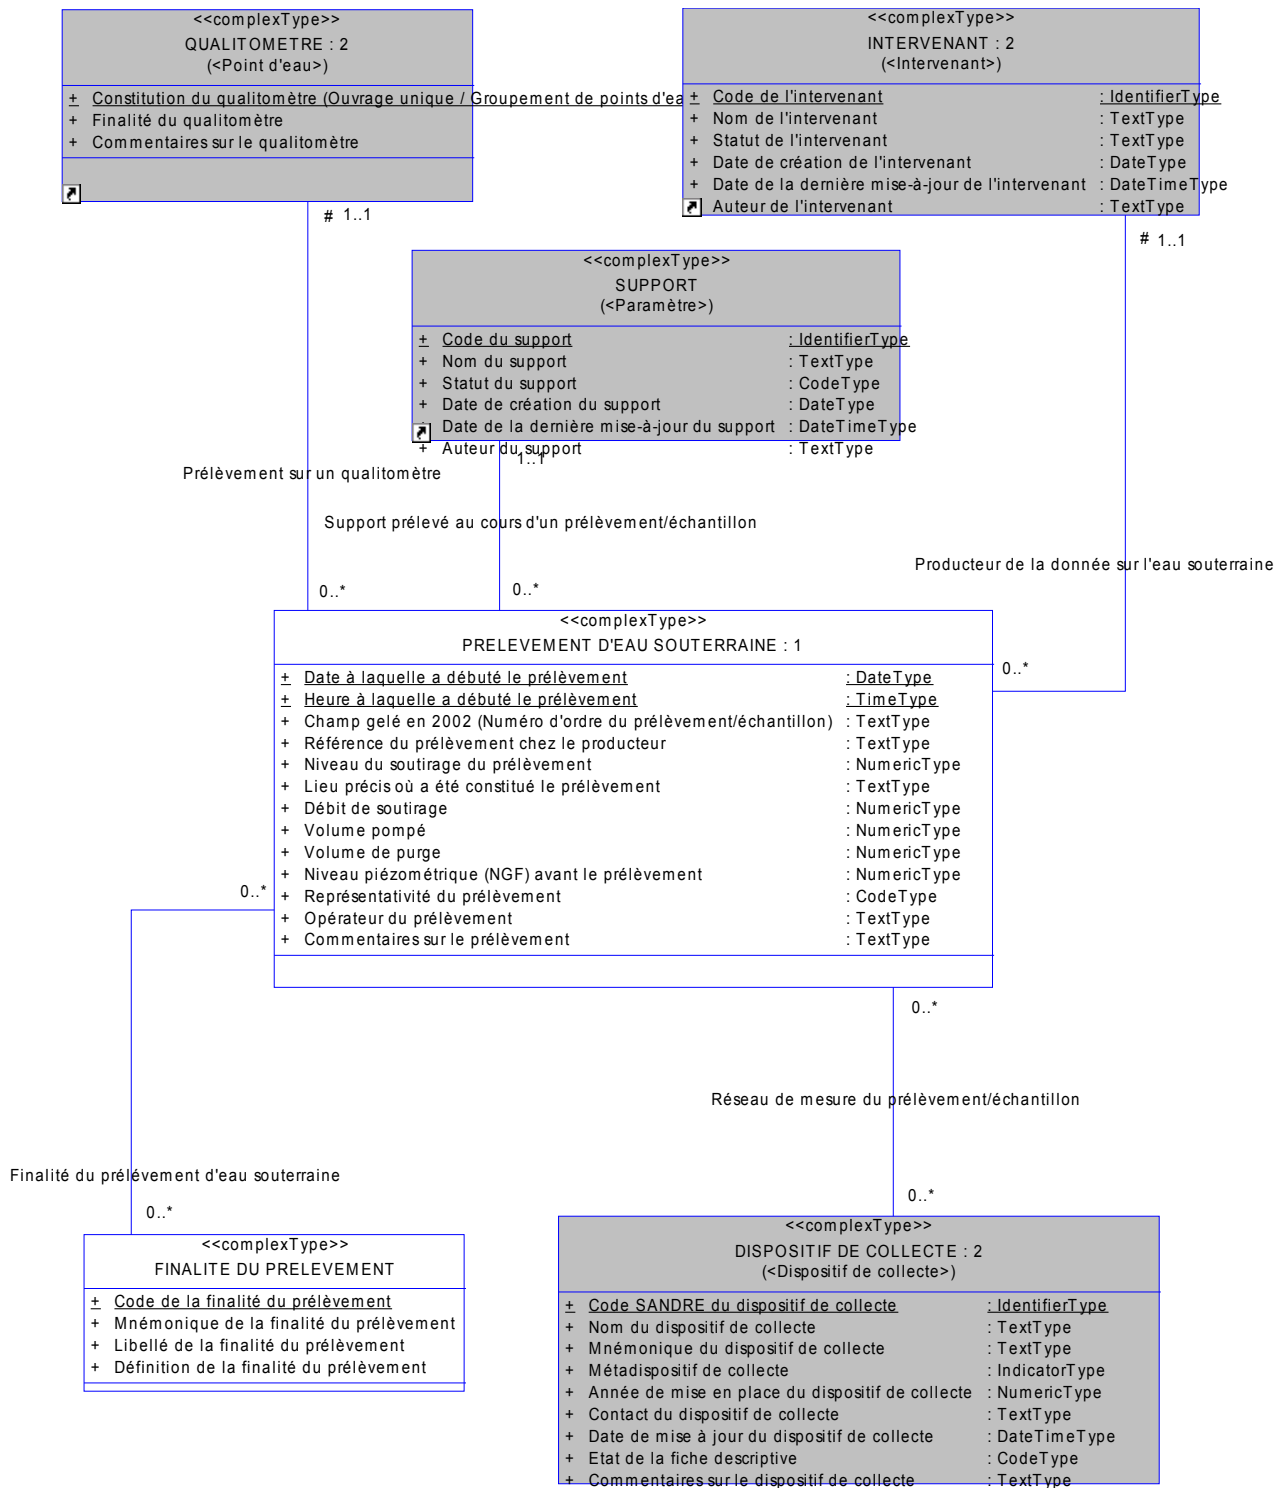 <<complexType>>
QUALITOMETRE : 2
(<Point d'eau>)
+ Constitution du qualitomètre (Ouvrage unique / Groupement de points d'ea
+ Finalité du qualitomètre
+ Commentaires sur le qualitomètre
# 1..1
<<complexType>>
INTERVENANT : 2
(<Intervenant>)
+ Code de l'intervenant : IdentifierType
+ Nom de l'intervenant : TextType
+ Statut de l'intervenant : TextType
+ Date de création de l'intervenant : DateType
+ Date de la dernière mise-à-jour de l'intervenant : DateTimeType
Auteur de l'intervenant : TextType
# 1..1
<<complexType>>
SUPPORT
(<Paramètre>)
+ Code du support : IdentifierType
+ Nom du support : TextType
+ Statut du support : CodeType
+ Date de création du support : DateType
+ Date de la dernière mise-à-jour du support : DateTimeType
+ Auteur du support : TextType
1..1
Prélèvement sur un qualitomètre
Support prélevé au cours d'un prélèvement/échantillon
Producteur de la donnée sur l'eau souterraine
0..*
0..*
0..*
<<complexType>>
PRELEVEMENT D'EAU SOUTERRAINE : 1
+ Date à laquelle a débuté le prélèvement : DateType
+ Heure à laquelle a débuté le prélèvement : TimeType
+ Champ gelé en 2002 (Numéro d'ordre du prélèvement/échantillon) : TextType
+ Référence du prélèvement chez le producteur : TextType
+ Niveau du soutirage du prélèvement : NumericType
+ Lieu précis où a été constitué le prélèvement : TextType
+ Débit de soutirage : NumericType
+ Volume pompé : NumericType
+ Volume de purge : NumericType
+ Niveau piézométrique (NGF) avant le prélèvement : NumericType
+ Représentativité du prélèvement : CodeType
+ Opérateur du prélèvement : TextType
+ Commentaires sur le prélèvement : TextType
0..*
0..*
Réseau de mesure du prélèvement/échantillon
Finalité du prélévement d'eau souterraine
0..*
0..*
<<complexType>>
FINALITE DU PRELEVEMENT
+ Code de la finalité du prélèvement
+ Mnémonique de la finalité du prélèvement
+ Libellé de la finalité du prélèvement
+ Définition de la finalité du prélèvement
<<complexType>>
DISPOSITIF DE COLLECTE : 2
(<Dispositif de collecte>)
+ Code SANDRE du dispositif de collecte : IdentifierType
+ Nom du dispositif de collecte : TextType
+ Mnémonique du dispositif de collecte : TextType
+ Métadispositif de collecte : IndicatorType
+ Année de mise en place du dispositif de collecte : NumericType
+ Contact du dispositif de collecte : TextType
+ Date de mise à jour du dispositif de collecte : DateTimeType
+ Etat de la fiche descriptive : CodeType
+ Commentaires sur le dispositif de collecte : TextType